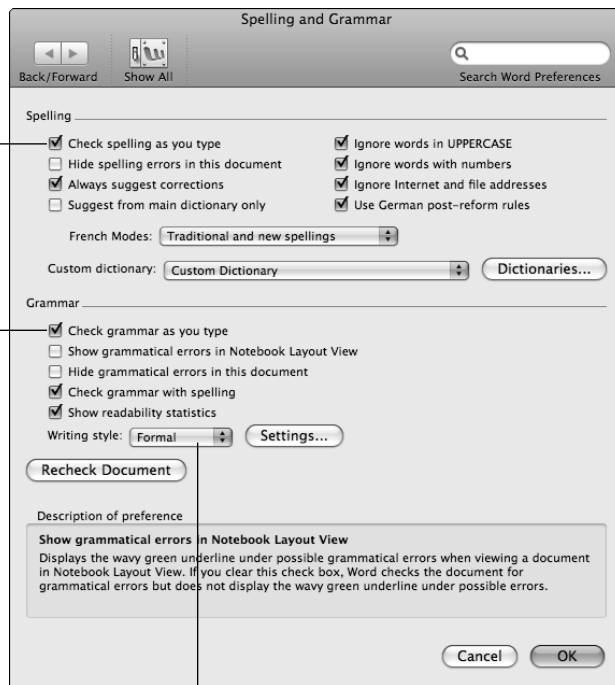 Spelling and Grammar
Back/Forward Show All Search Word Preferences
Spelling
Check spelling as you type Ignore words in UPPERCASE
Hide spelling errors in this document Ignore words with numbers
Always suggest corrections Ignore Internet and file addresses
Suggest from main dictionary only Use German post-reform rules
French Modes: Traditional and new spellings
Custom dictionary: Custom Dictionary Dictionaries...
Grammar
Check grammar as you type
Show grammatical errors in Notebook Layout View
Hide grammatical errors in this document
Check grammar with spelling
Show readability statistics
Writing style: Formal Settings...
Recheck Document
Description of preference
Show grammatical errors in Notebook Layout View
Displays the wavy green underline under possible grammatical errors when viewing a document
in Notebook Layout View. If you clear this check box, Word checks the document for
grammatical errors but does not display the wavy green underline under possible errors.
Cancel OK